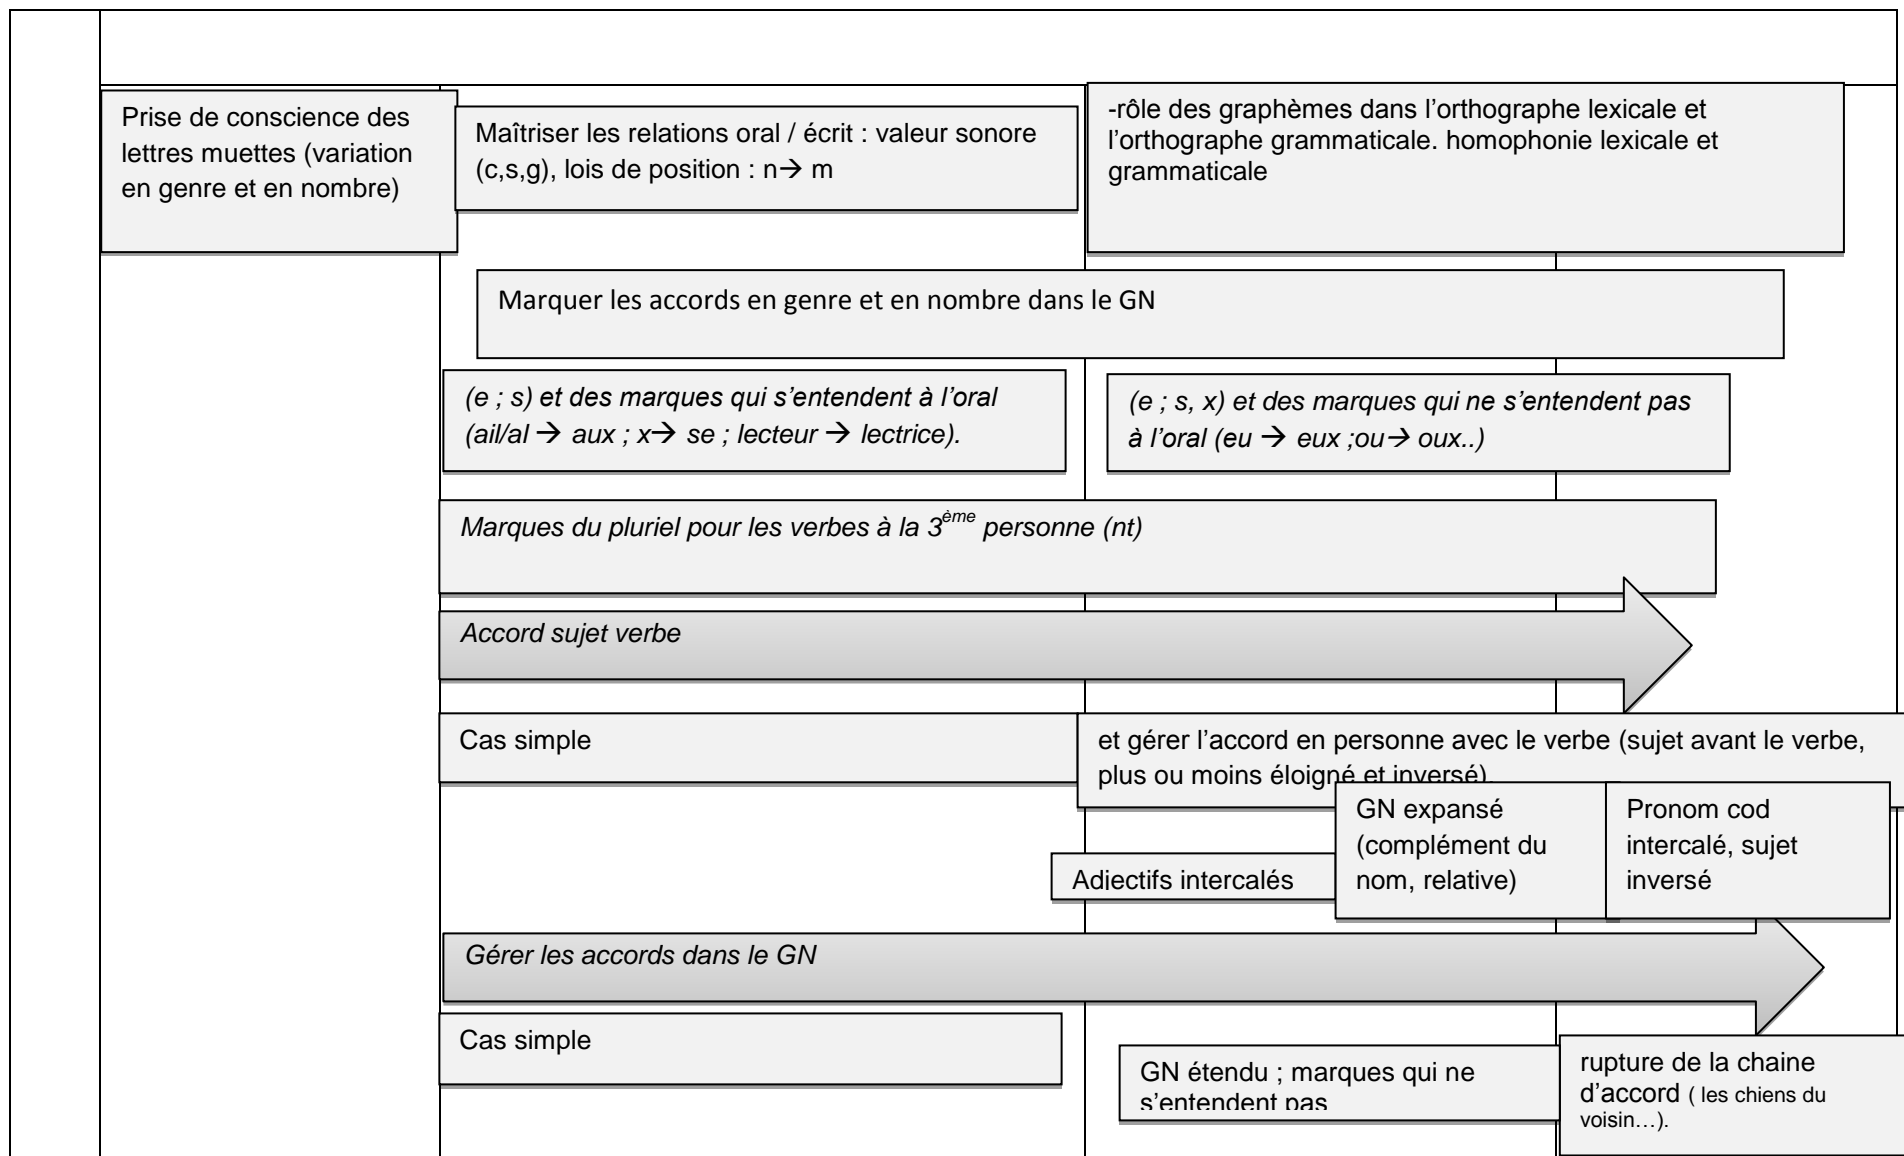 Prise de conscience des
lettres muettes (variation
en genre et en nombre)
Maîtriser les relations oral / écrit : valeur sonore
(c,s,g), lois de position : n→ m
-rôle des graphèmes dans l’orthographe lexicale et
l’orthographe grammaticale. homophonie lexicale et
grammaticale
Marquer les accords en genre et en nombre dans le GN
(e ; s) et des marques qui s’entendent à l’oral
(ail/al → aux ; x→ se ; lecteur → lectrice).
(e ; s, x) et des marques qui ne s’entendent pas
à l’oral (eu → eux ;ou→ oux..)
Marques du pluriel pour les verbes à la 3ème personne (nt)
Accord sujet verbe
Cas simple
et gérer l’accord en personne avec le verbe (sujet avant le verbe,
plus ou moins éloigné et inversé).
Adjectifs intercalés
GN expansé
(complément du
nom, relative)
Pronom cod
intercalé, sujet
inversé
Gérer les accords dans le GN
Cas simple
GN étendu ; marques qui ne
s’entendent pas
rupture de la chaine
d’accord ( les chiens du
voisin…).